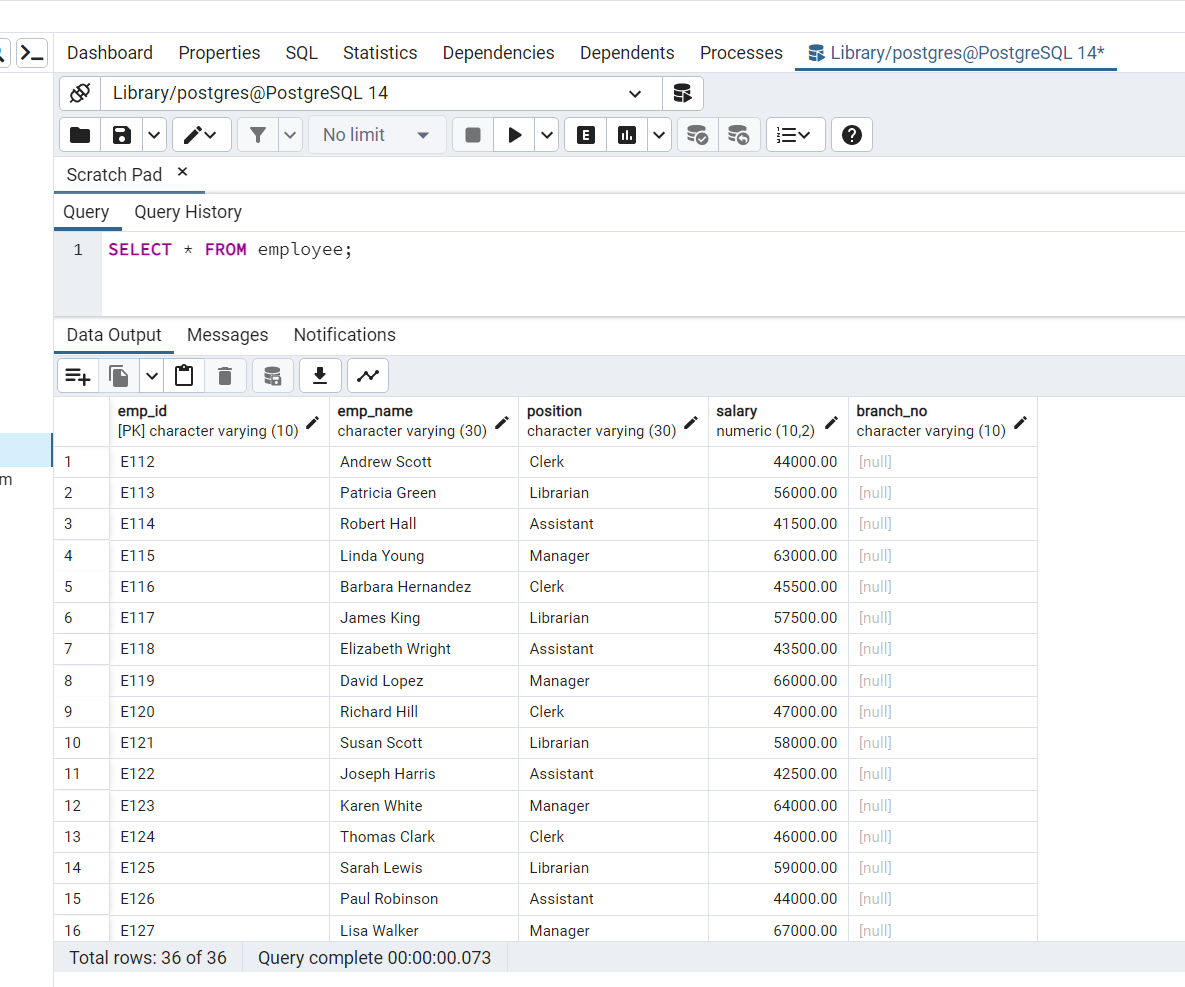 Dashboard Properties SQL Statistics Dependencies Dependents Processes Library/postgres@PostgreSQL 14*
Library/postgres@PostgreSQL 14
No limit E
Scratch Pad
Query Query History
1 SELECT * FROM employee;
Data Output Messages Notifications
emp_id emp_name position salary branch_no
[PK] character varying (10) character varying (30) character varying (30) numeric (10,2) character varying (10)
1 E112 Andrew Scott Clerk 44000.00 [null]
m
2 E113 Patricia Green Librarian 56000.00 [null]
3 E114 Robert Hall Assistant 41500.00 [null]
4 E115 Linda Young Manager 63000.00 [null]
5 E116 Barbara Hernandez Clerk 45500.00 [null]
6 E117 James King Librarian 57500.00 [null]
7 E118 Elizabeth Wright Assistant 43500.00 [null]
8 E119 David Lopez Manager 66000.00 [null]
9 E120 Richard Hill Clerk 47000.00 [null]
10 E121 Susan Scott Librarian 58000.00 [null]
11 E122 Joseph Harris Assistant 42500.00 [null]
12 E123 Karen White Manager 64000.00 [null]
13 E124 Thomas Clark Clerk 46000.00 [null]
14 E125 Sarah Lewis Librarian 59000.00 [null]
15 E126 Paul Robinson Assistant 44000.00 [null]
16 E127 Lisa Walker Manager 67000.00 [null]
Total rows: 36 of 36 Query complete 00:00:00.073